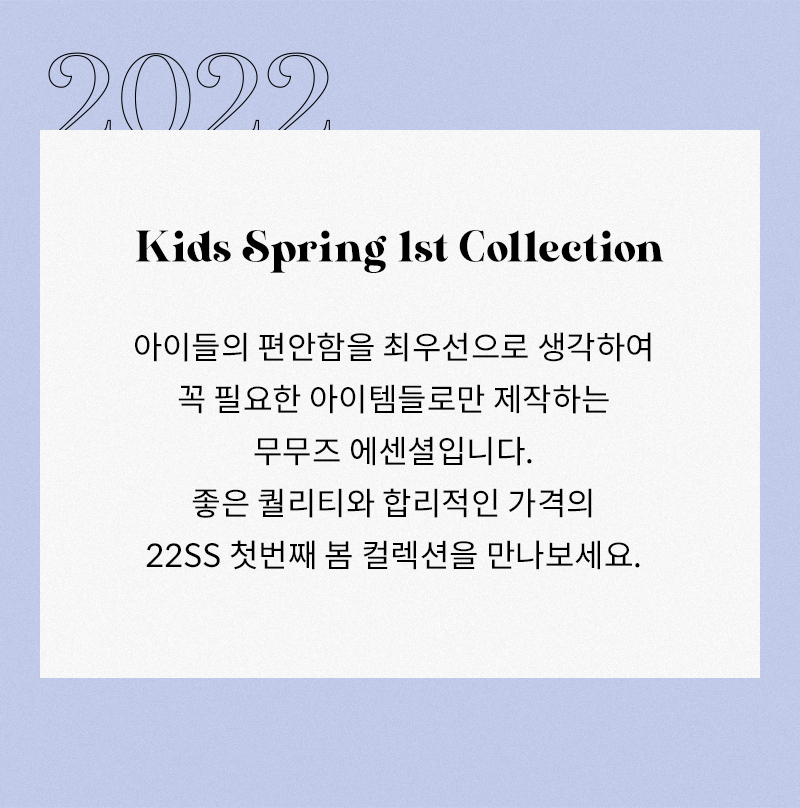 2022
Kids Spring 1st Collection
아이들의 편안함을 최우선으로 생각하여
꼭 필요한 아이템들로만 제작하는
무무즈 에센셜입니다.
좋은 퀄리티와 합리적인 가격의
22SS 첫번째 봄 컬렉션을 만나보세요.